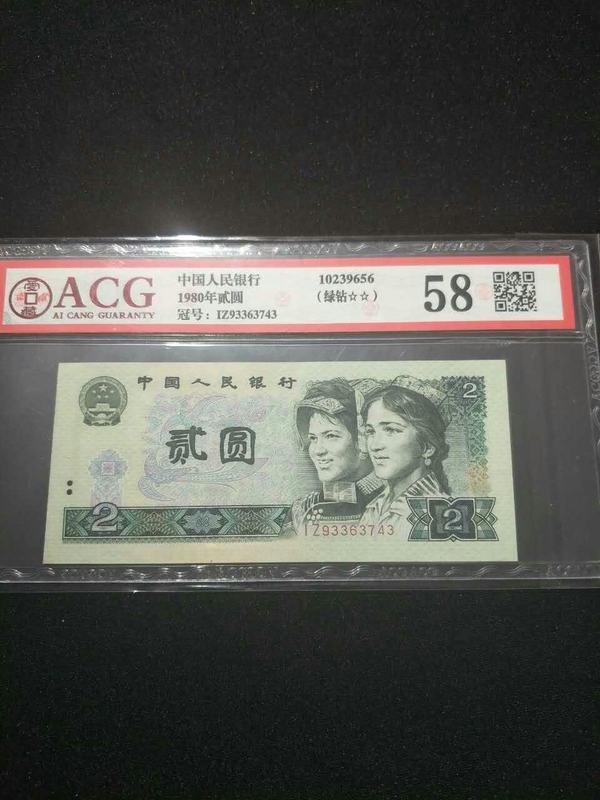 ACG
AI CANG GUARANTY
中国人民银行
1980年贰圆
冠号：IZ93363743
10239656
（绿钻☆☆）
58
中国人民银行
2
贰圆
2
IZ93363743
2